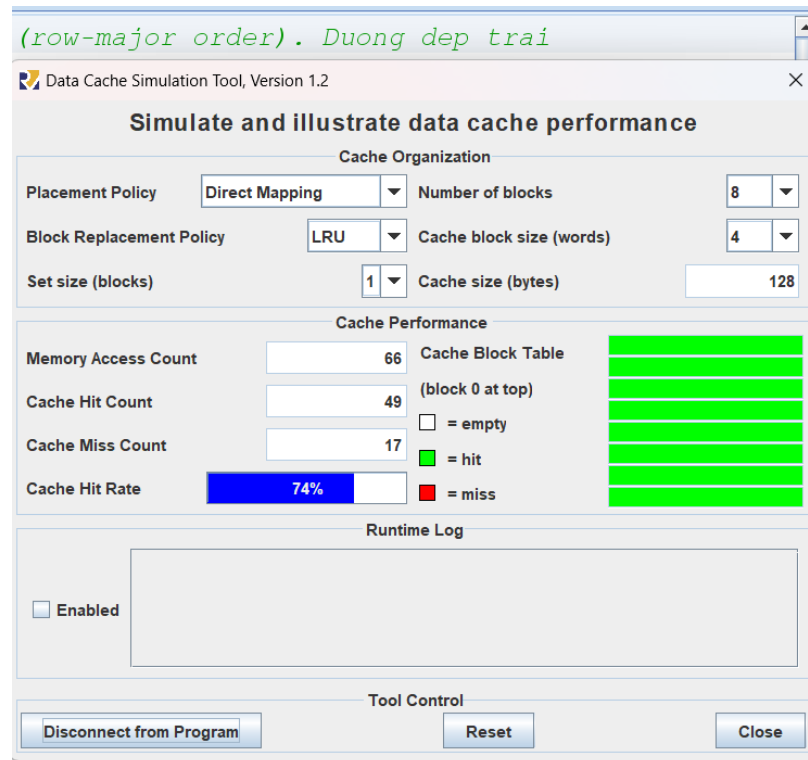 (row-major order). Duong dep trai
Data Cache Simulation Tool, Version 1.2
Simulate and illustrate data cache performance
Cache Organization
Placement Policy Direct Mapping Number of blocks 8
Block Replacement Policy LRU Cache block size (words) 4
Set size (blocks) 1 Cache size (bytes) 128
Cache Performance
Memory Access Count 66 Cache Block Table
(block 0 at top)
Cache Hit Count 49
= empty
Cache Miss Count 17
= hit
Cache Hit Rate 74%
= miss
Runtime Log
Enabled
Tool Control
Disconnect from Program Reset Close